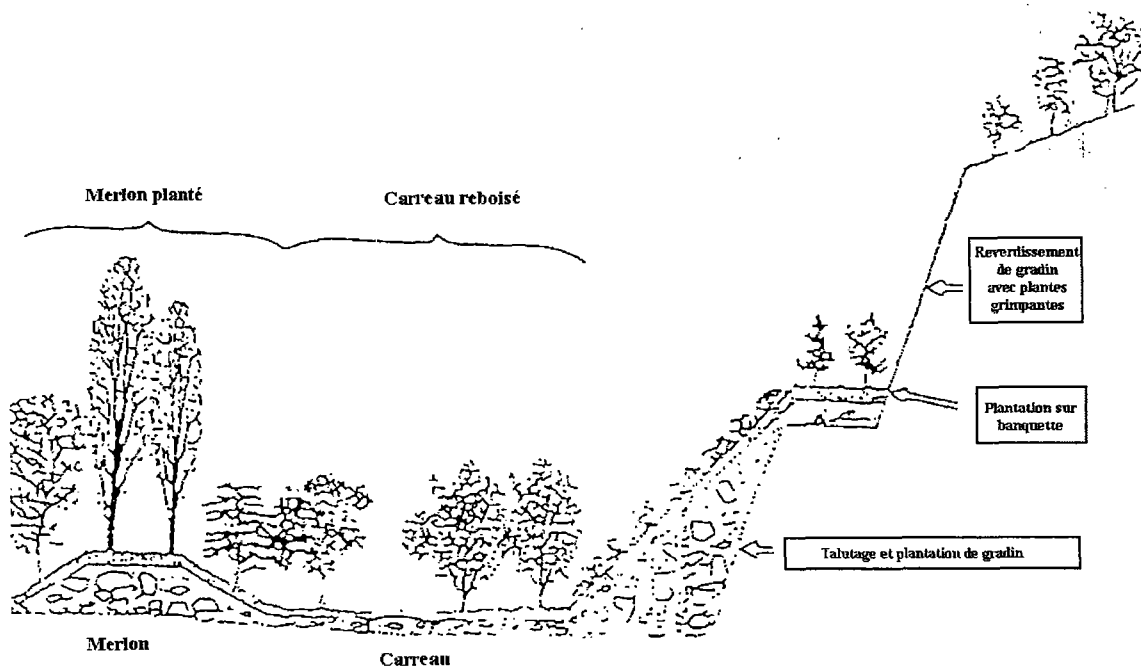 Merlon planté
Carreau reboisé
Reverdissement
de gradin
avec plantes
grimpantes
Plantation sur
banquette
Talutage et plantation de gradin
Merlon
Carreau